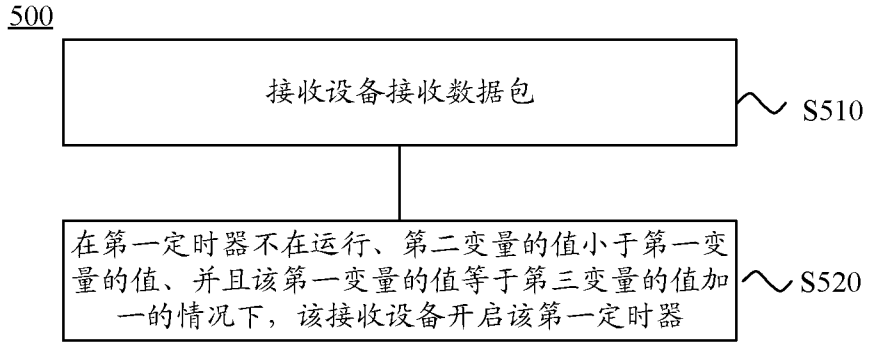 500
接收设备接收数据包
S510
在第一定时器不在运行、第二变量的值小于第一变
量的值、并且该第一变量的值等于第三变量的值加
一的情况下，该接收设备开启该第一定时器
S520